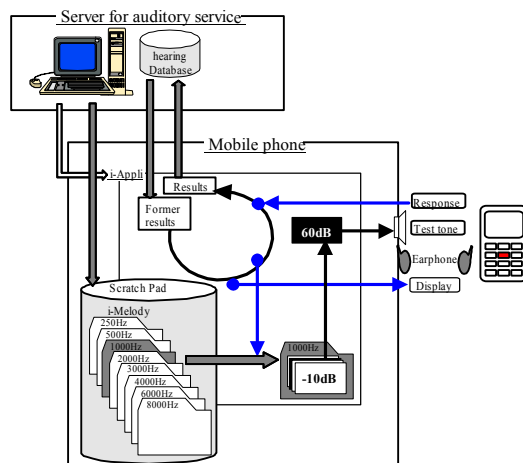 Server for auditory service
hearing
Database
Mobile phone
i-Appli
Results
Former
results
Response
60dB
Test tone
Earphone
Display
Scratch Pad
i-Melody
250Hz
500Hz
1000Hz
2000Hz
3000Hz
4000Hz
6000Hz
8000Hz
1000Hz
-10dB